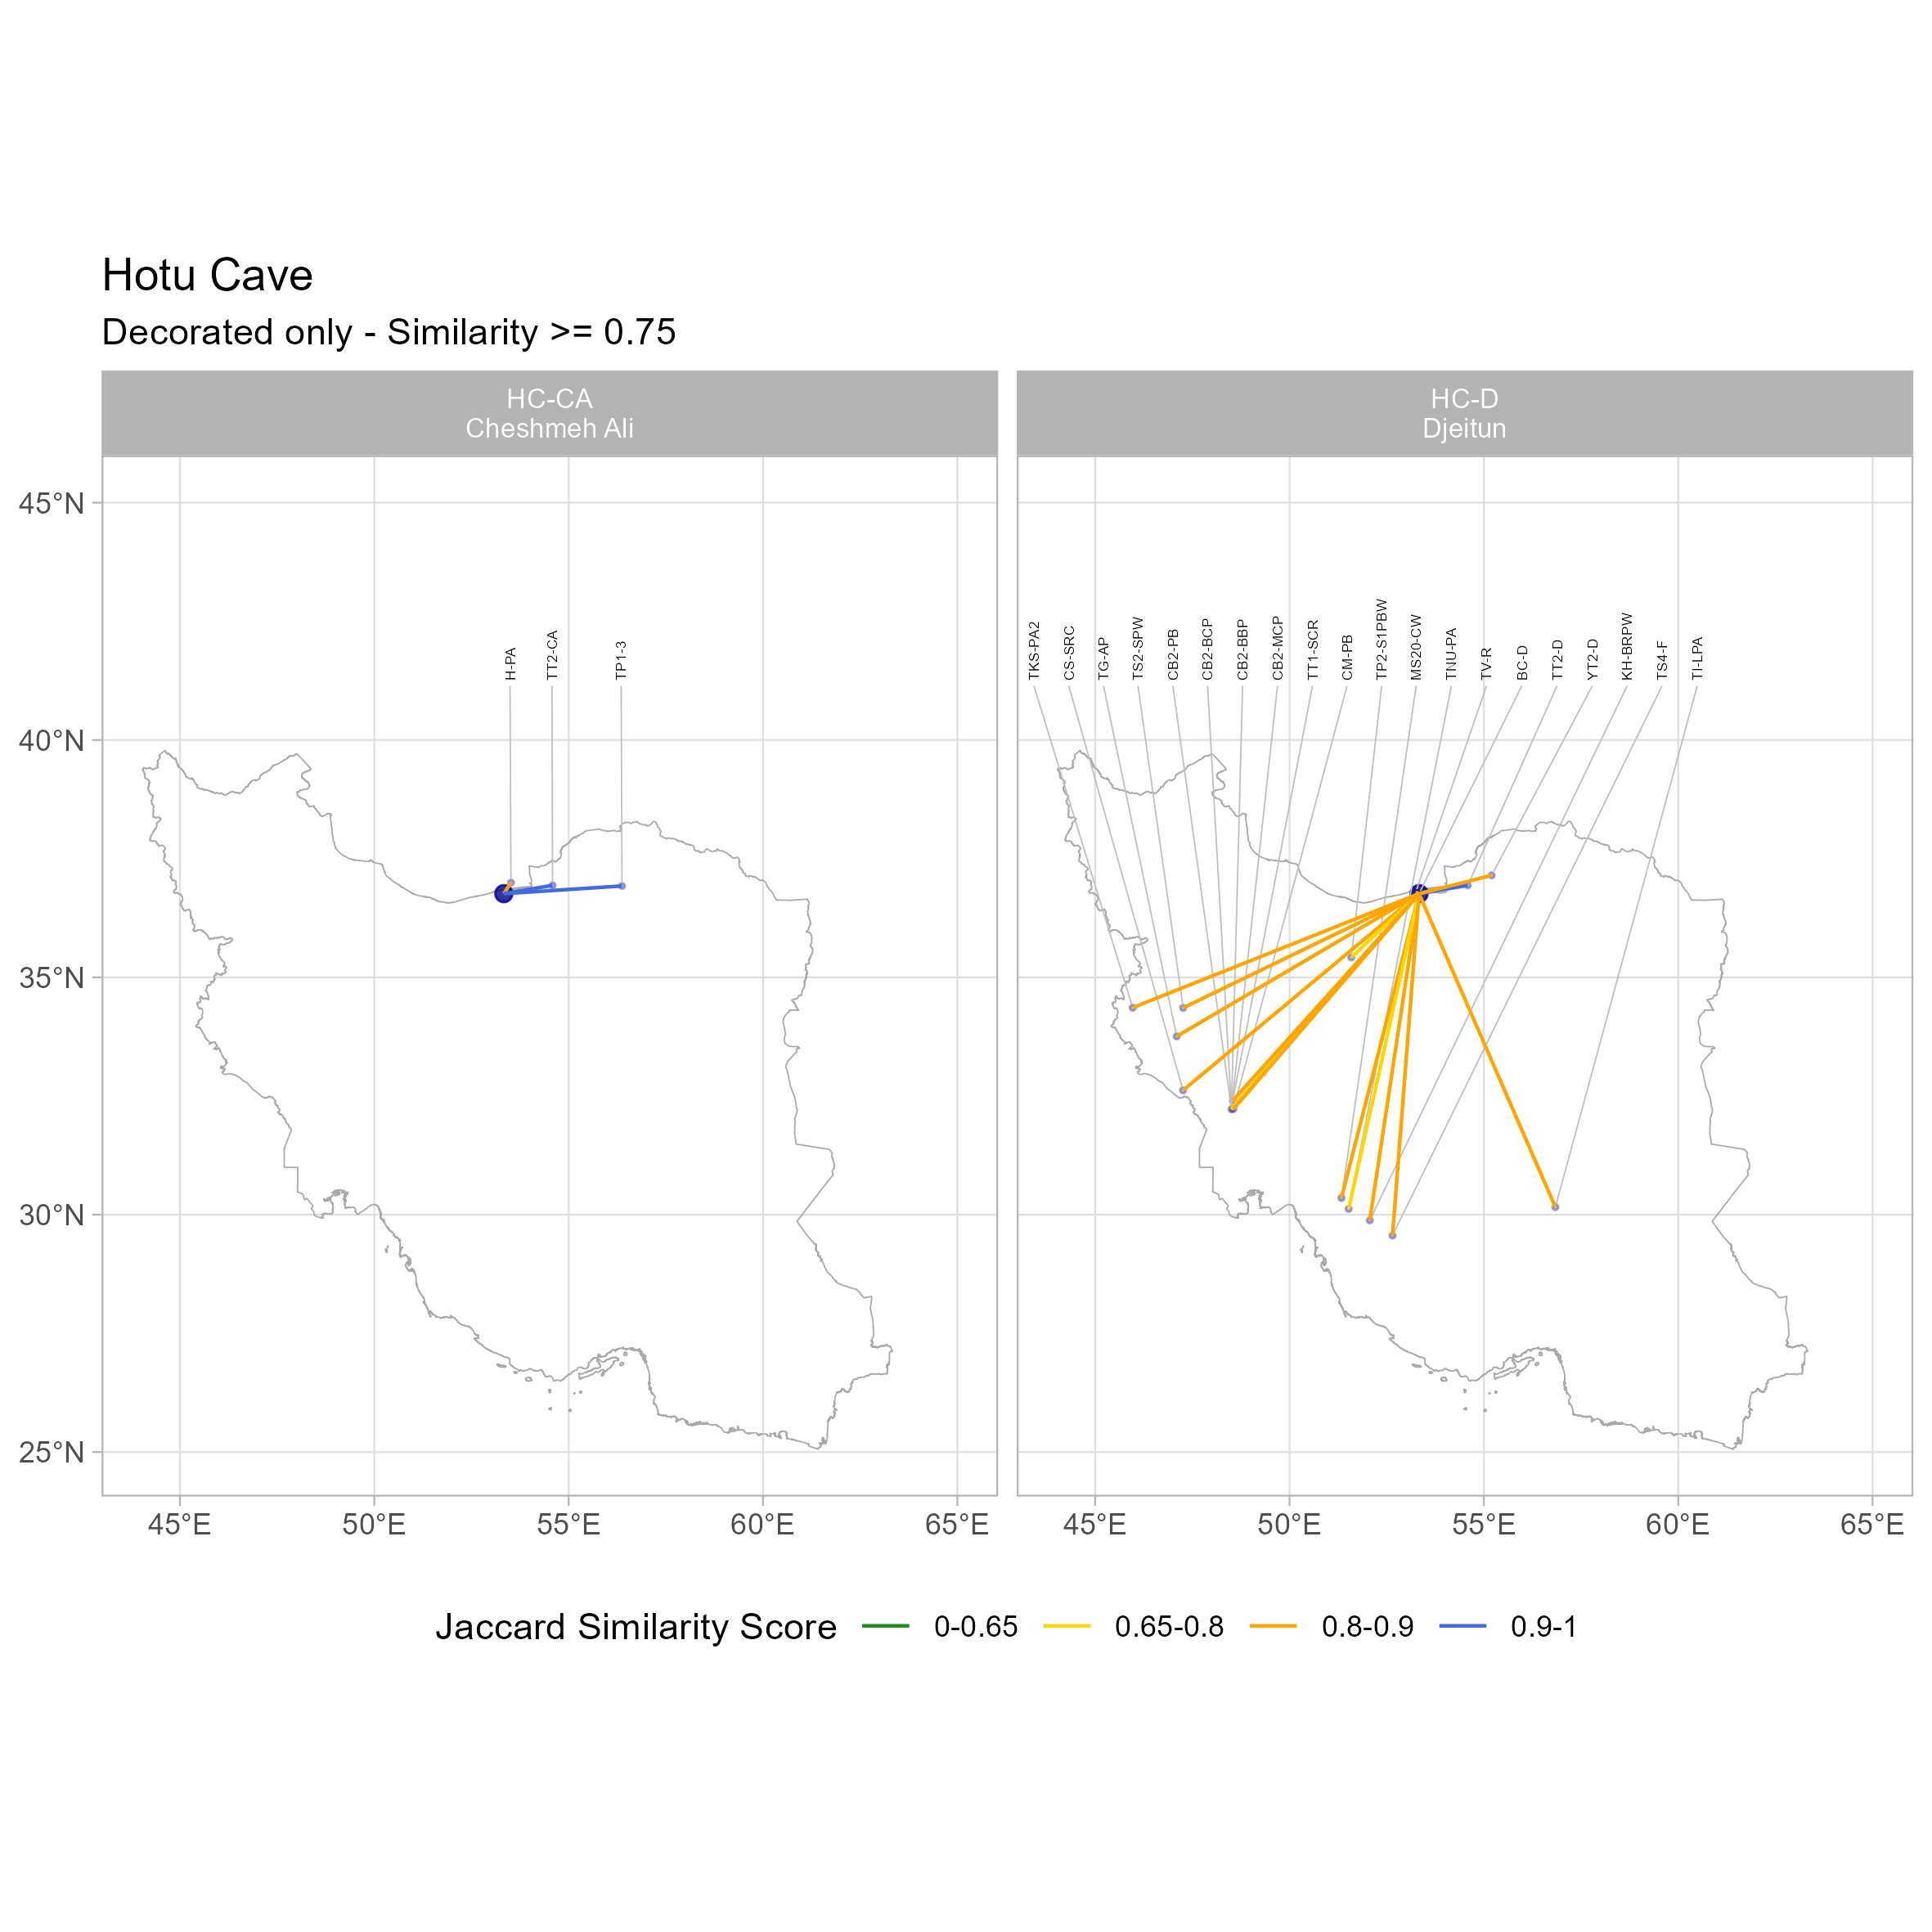 Hotu Cave
Decorated only - Similarity >= 0.75
HC-CA
Cheshmeh Ali
HC-D
Djeitun
45°N
40°N
35°N
30°N
25°N
H-PA
TT2-CA
TP1-3
TKS-PA2
CS-SRC
TG-AP
TS2-SPW
CB2-PB
CB2-BCP
CB2-BBP
CB2-MCP
TT1-SCR
CM-PB
TP2-S1PBW
MS20-CW
TNU-PA
TV-R
BC-D
TT2-D
YT2-D
KH-BRPW
TS4-F
TI-LPA
45°E 50°E 55°E 60°E 65°E
45°E 50°E 55°E 60°E 65°E
Jaccard Similarity Score 0-0.65 0.65-0.8 0.8-0.9 0.9-1